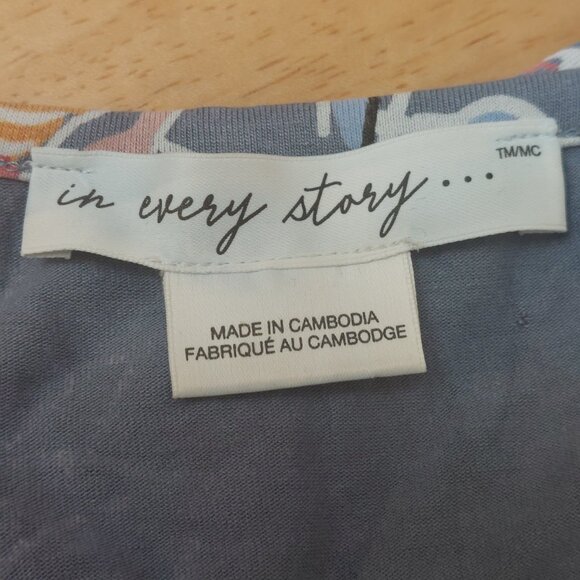 in every story... TM/MC
MADE IN CAMBODIA
FABRIQUÉ AU CAMBODGE